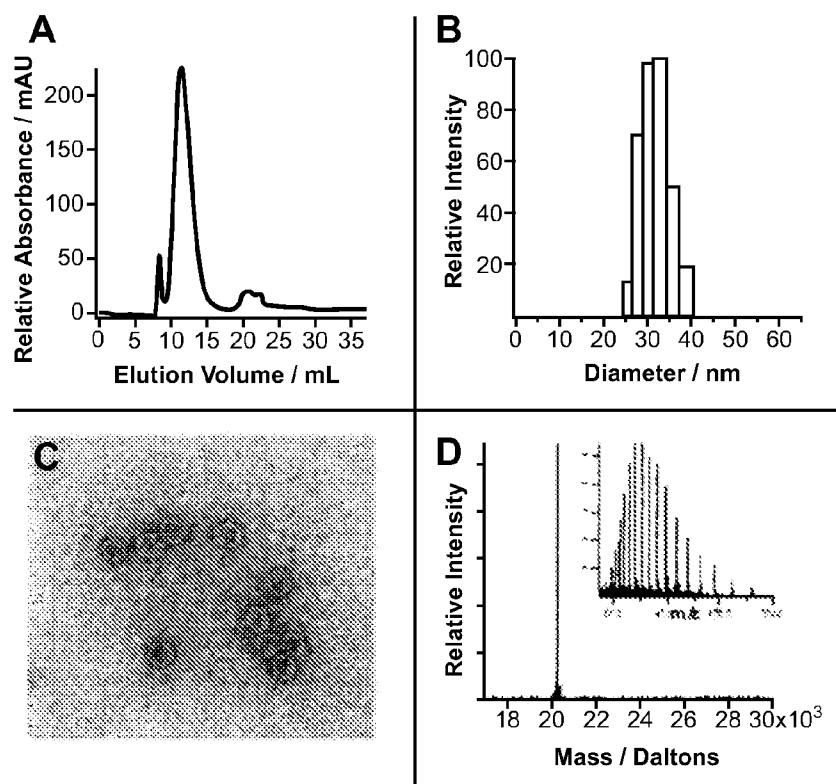 A
Relative Absorbance / mAU
200
150
100
50
0
0 5 10 15 20 25 30 35
Elution Volume / mL
B
Relative Intensity
100
80
60
40
20
0 10 20 30 40 50 60
Diameter / nm
C
D
Relative Intensity
18 20 22 24 26 28 30x10³
Mass / Daltons